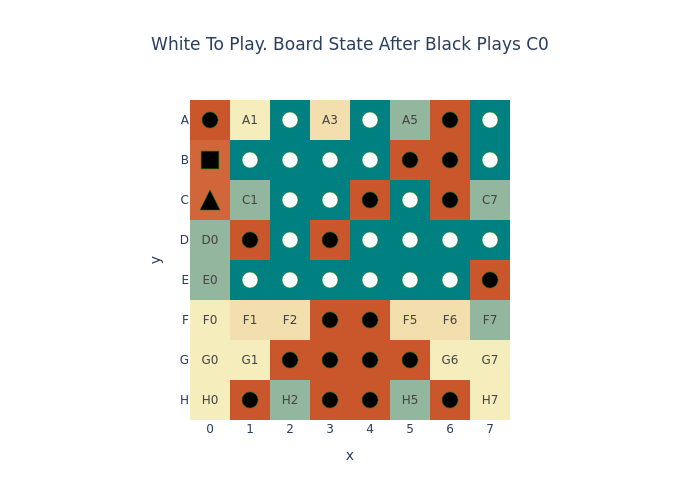 White To Play. Board State After Black Plays C0
A A1 A3 A5
B
C C1 C7
D D0
E E0
F F0 F1 F2 F5 F6 F7
G G0 G1 G6 G7
H H0 H2 H5 H7
0 1 2 3 4 5 6 7
x
y